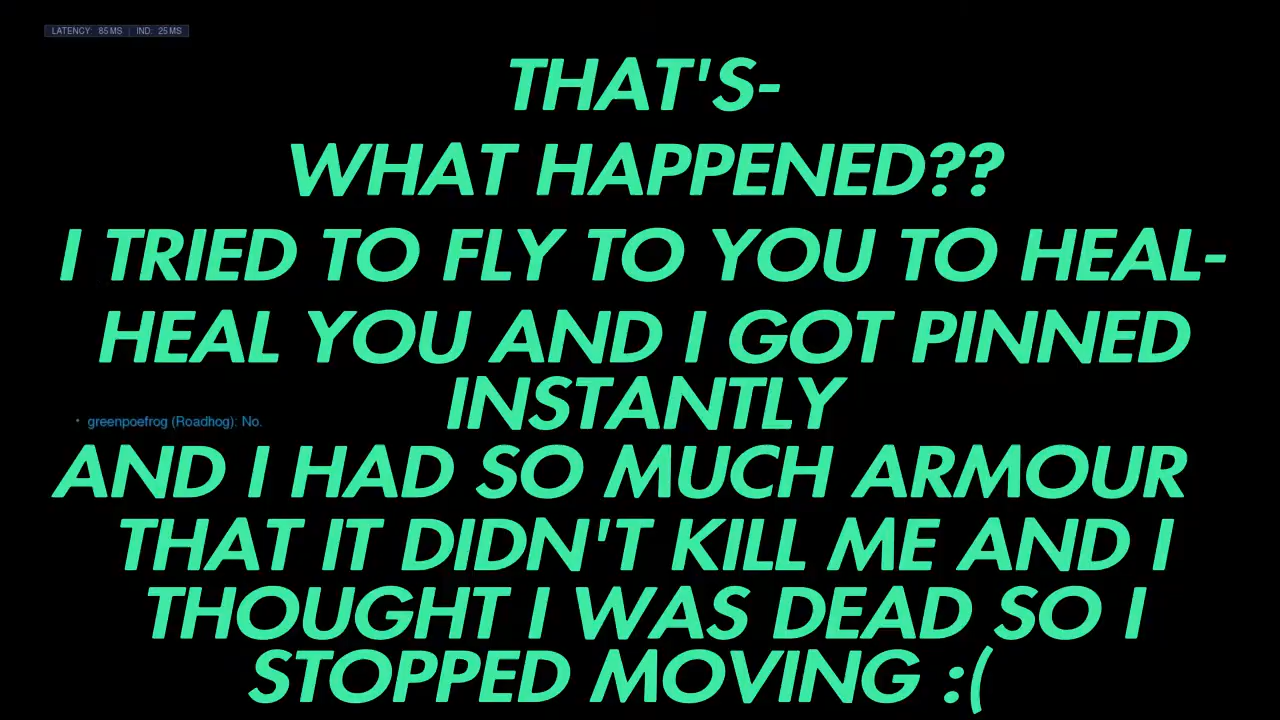 LATENCY: 85 MS | IND: 25 MS
THAT'S-
WHAT HAPPENED??
I TRIED TO FLY TO YOU TO HEAL-
HEAL YOU AND I GOT PINNED
INSTANTLY
• greenpoefrog (Roadhog): No.
AND I HAD SO MUCH ARMOUR
THAT IT DIDN'T KILL ME AND I
THOUGHT I WAS DEAD SO I
STOPPED MOVING :(